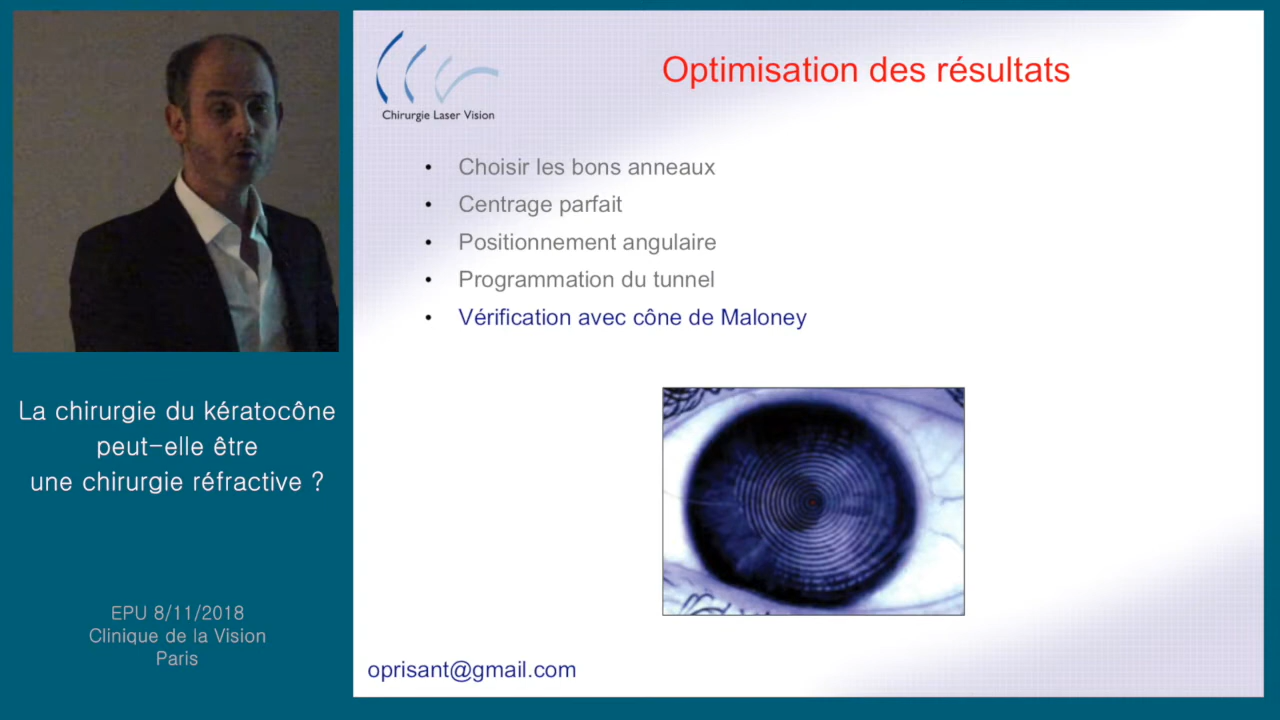 Chirurgie Laser Vision
Optimisation des résultats
• Choisir les bons anneaux
• Centrage parfait
• Positionnement angulaire
• Programmation du tunnel
• Vérification avec cône de Maloney
oprisant@gmail.com
La chirurgie du kératocône
peut-elle être
une chirurgie réfractive ?
EPU 8/11/2018
Clinique de la Vision
Paris